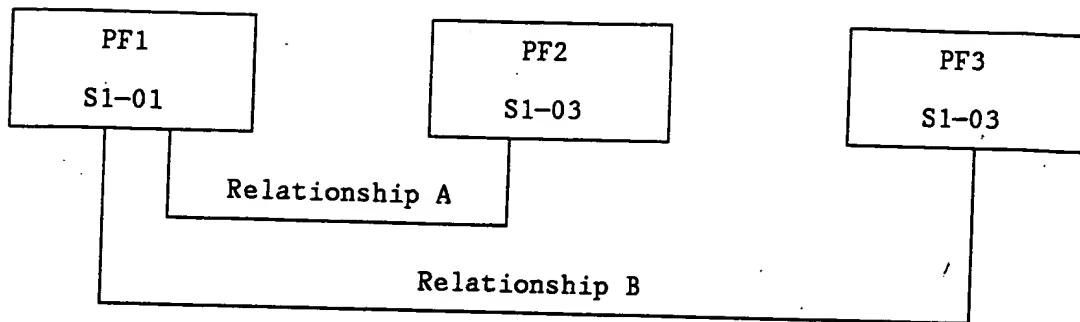 PF1
S1-01
PF2
S1-03
PF3
S1-03
Relationship A
Relationship B